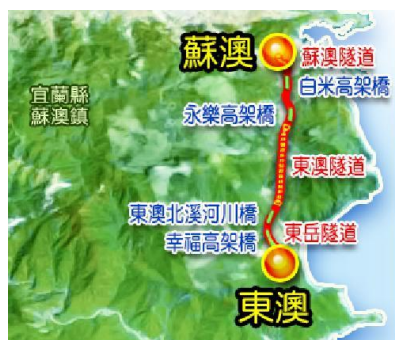 蘇澳
蘇澳隧道
白米高架橋
宜蘭縣
蘇澳鎮
永樂高架橋
東澳隧道
東澳北溪河川橋
東岳隧道
幸福高架橋
東澳